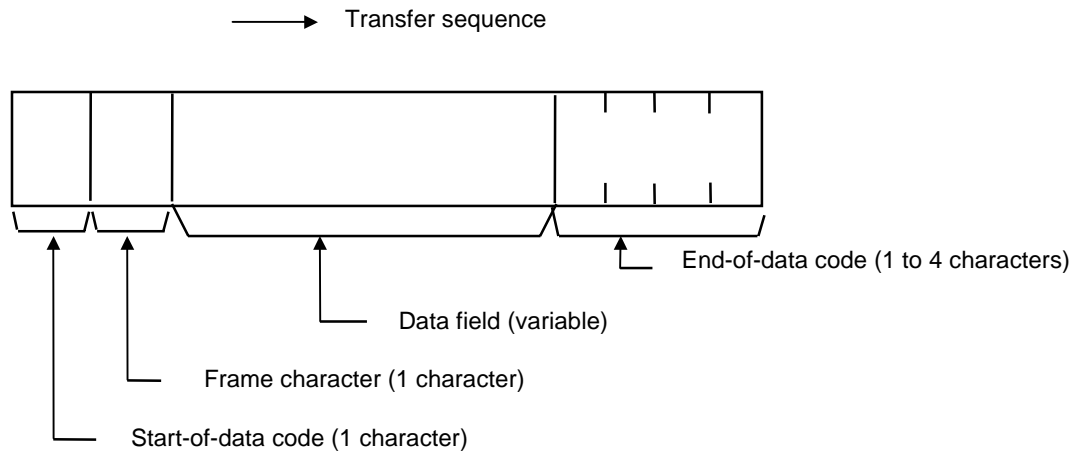 Transfer sequence
End-of-data code (1 to 4 characters)
Data field (variable)
Frame character (1 character)
Start-of-data code (1 character)